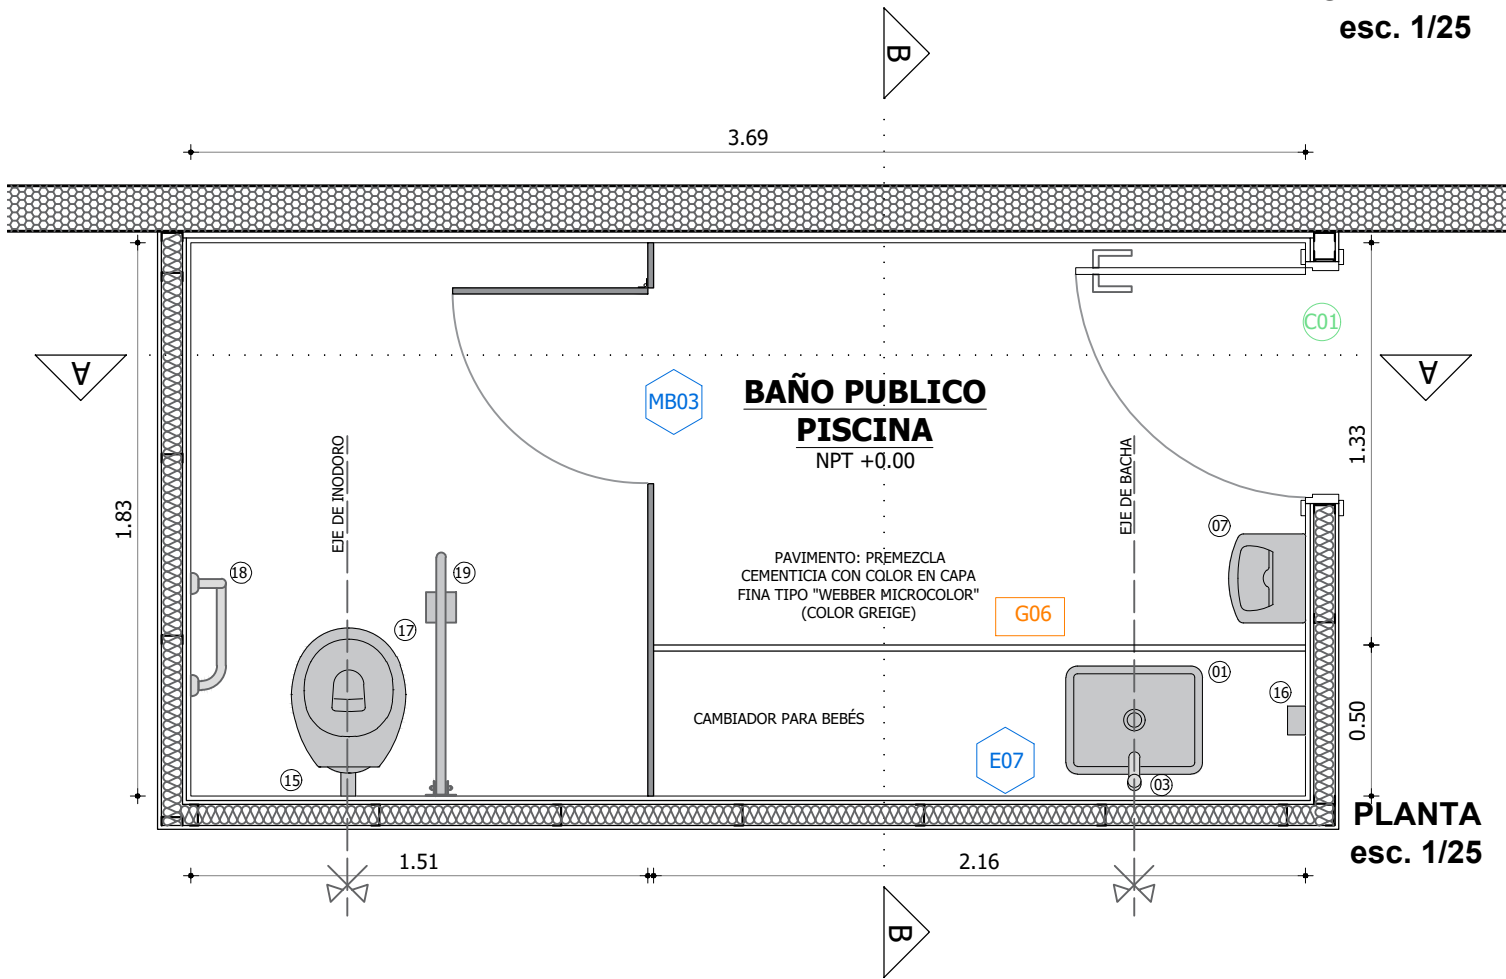 esc. 1/25
B
3.69
C01
A
A
MB03
BAÑO PUBLICO
PISCINA
NPT +0.00
EJE DE INODORO
EJE DE BACHA
1.33
1.83
07
PAVIMENTO: PREMEZCLA
CEMENTICIA CON COLOR EN CAPA
FINA TIPO "WEBBER MICROCOLOR"
(COLOR GREIGE)
18
19
G06
17
01
16
CAMBIADOR PARA BEBÉS
0.50
E07
15
03
PLANTA
esc. 1/25
1.51
2.16
B